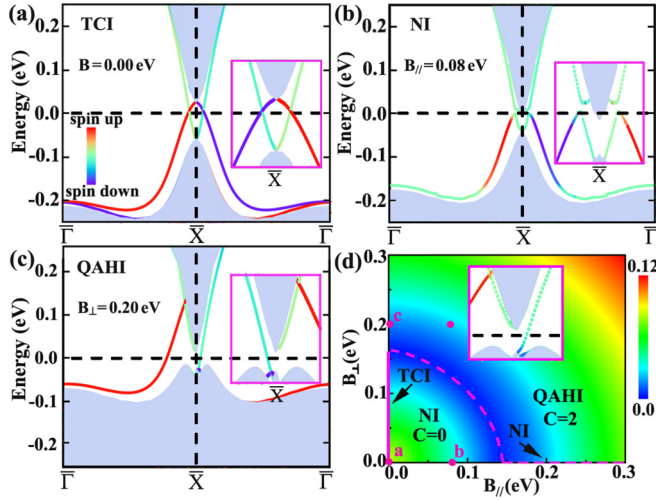 (a) TCI
B=0.00 eV
Energy (eV)
0.2
0.1
0.0
-0.1
-0.2
spin up
spin down
X̅
Γ̅ X̅ Γ̅
(b) NI
B// =0.08 eV
Energy (eV)
0.2
0.1
0.0
-0.1
-0.2
X̅
Γ̅ X̅ Γ̅
(c) QAHI
B⊥=0.20 eV
Energy (eV)
0.2
0.1
0.0
-0.1
-0.2
X̅
Γ̅ X̅ Γ̅
(d)
B⊥(eV)
0.3
0.2
0.1
0.0
c
TCI
NI
C=0
QAHI
C=2
NI
a b
0.0 0.1 0.2 0.3
B//(eV)
0.12
0.0